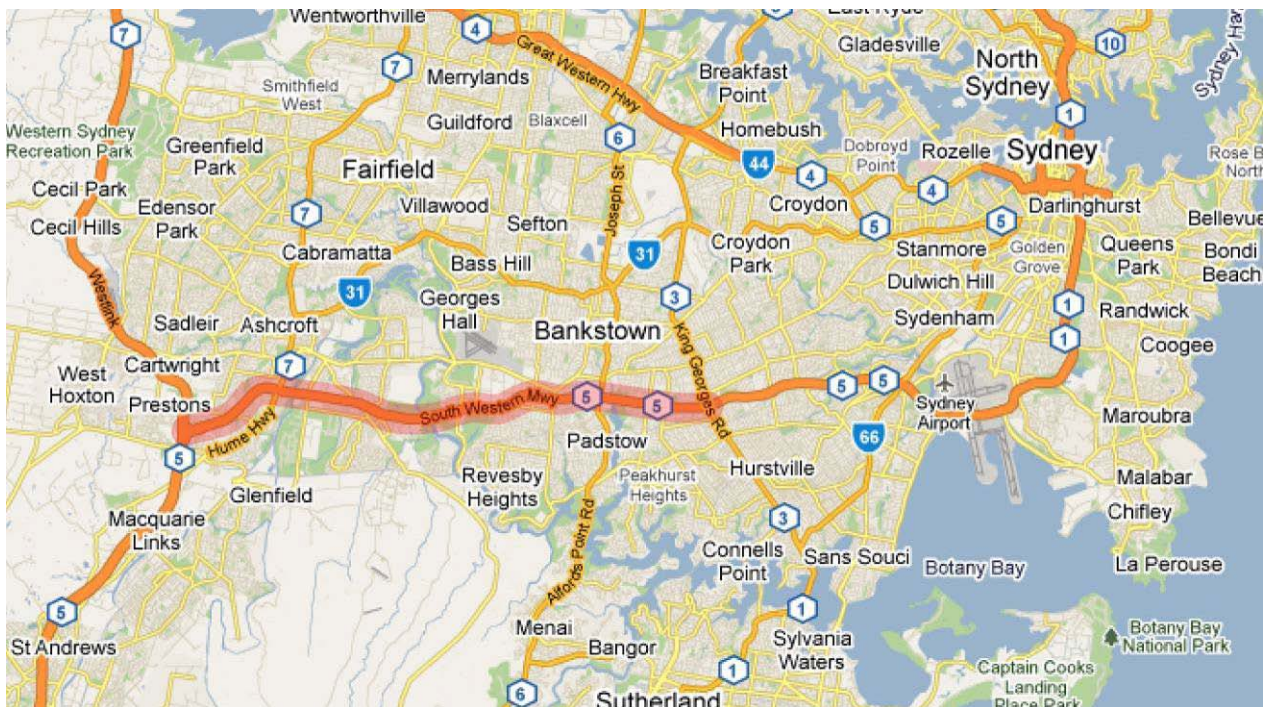 Wentworthville
East Ryde
7
4
5
Great Western Hwy
Gladesville
10
Sydney Har
North
Sydney
7
Merrylands
Breakfast
Point
Smithfield
West
Guildford
Blaxcell
6
Homebush
1
Western Sydney
Recreation Park
Greenfield
Park
Fairfield
44
Dobroyd
Point
Rozelle
Sydney
Rose B
North
Cecil Park
4
4
Croydon
Darlinghurst
Edensor
Park
Villawood
Joseph St
Cecil Hills
7
Sefton
5
5
Bellevue
Cabramatta
Bass Hill
31
Croydon
Park
Stanmore
Golden
Grove
Queens
Park
Bondi
Beach
Westlink
31
Georges
Hall
3
Dulwich Hill
Sadleir
Ashcroft
Bankstown
King Georges Rd
Sydenham
1
Randwick
1
Coogee
Cartwright
7
West
Hoxton
Prestons
5
5
South Western Mwy
5
5
Sydney
Airport
Maroubra
Hume Hwy
5
Padstow
66
Revesby
Heights
Peakhurst
Heights
Hurstville
Malabar
Glenfield
Chifley
Macquarie
Links
Alfords Point Rd
3
Connells
Point
Sans Souci
Botany Bay
La Perouse
5
1
St Andrews
Menai
Bangor
Sylvania
Waters
Botany Bay
National Park
6
1
Sutherland
Captain Cooks
Landing
Place Park